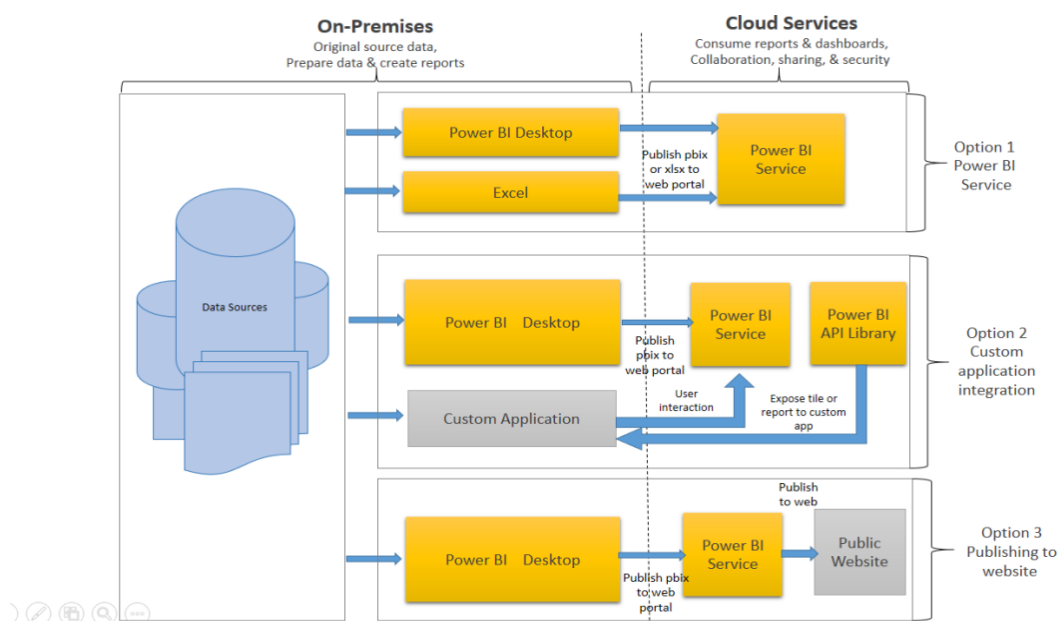 On-Premises
Original source data,
Prepare data & create reports
Cloud Services
Consume reports & dashboards,
Collaboration, sharing, & security
Data Sources
Power BI Desktop
Excel
Publish pbix
or xlsx to
web portal
Power BI
Service
Option 1
Power BI
Service
Power BI Desktop
Publish pbix to
web portal
Power BI
Service
Power BI
API Library
Custom Application
User
interaction
Expose tile or
report to custom
app
Option 2
Custom
application
integration
Power BI Desktop
Publish pbix
to web
portal
Power BI
Service
Publish
to web
Public
Website
Option 3
Publishing to
website